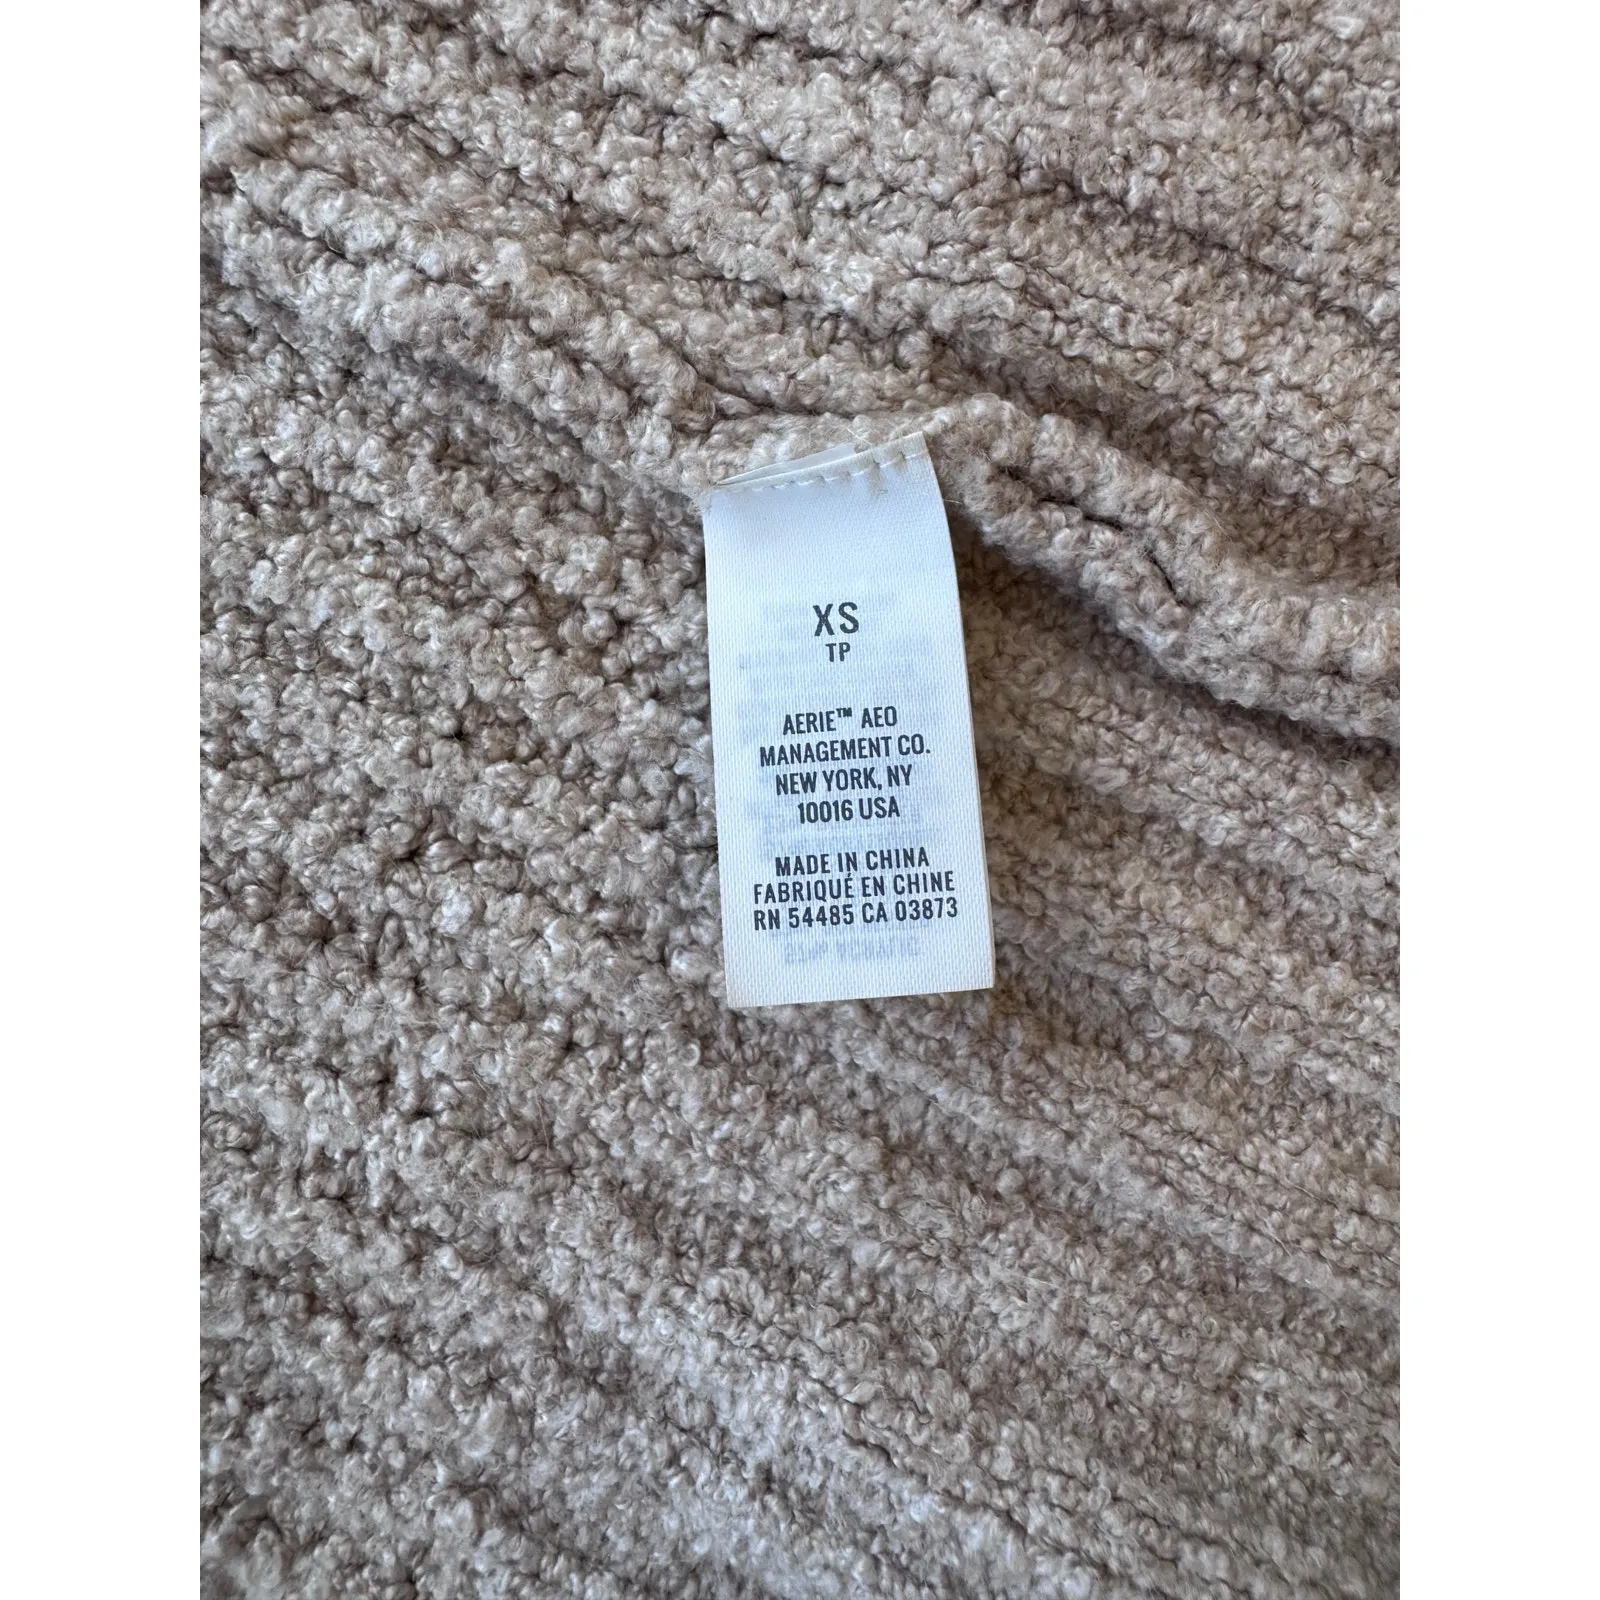 XS
TP
AERIE™ AEO
MANAGEMENT CO.
NEW YORK, NY
10016 USA
MADE IN CHINA
FABRIQUÉ EN CHINE
RN 54485 CA 03873